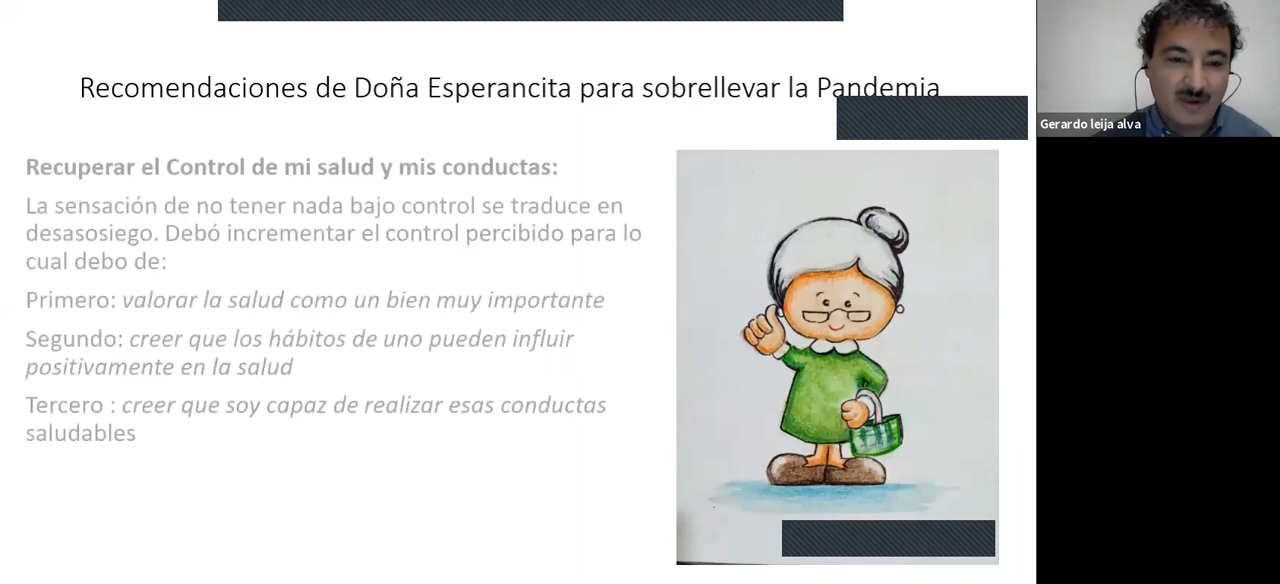 Recomendaciones de Doña Esperancita para sobrellevar la Pandemia
Gerardo leija alva
Recuperar el Control de mi salud y mis conductas:
La sensación de no tener nada bajo control se traduce en
desasosiego. Debó incrementar el control percibido para lo
cual debo de:
Primero: valorar la salud como un bien muy importante
Segundo: creer que los hábitos de uno pueden influir
positivamente en la salud
Tercero : creer que soy capaz de realizar esas conductas
saludables